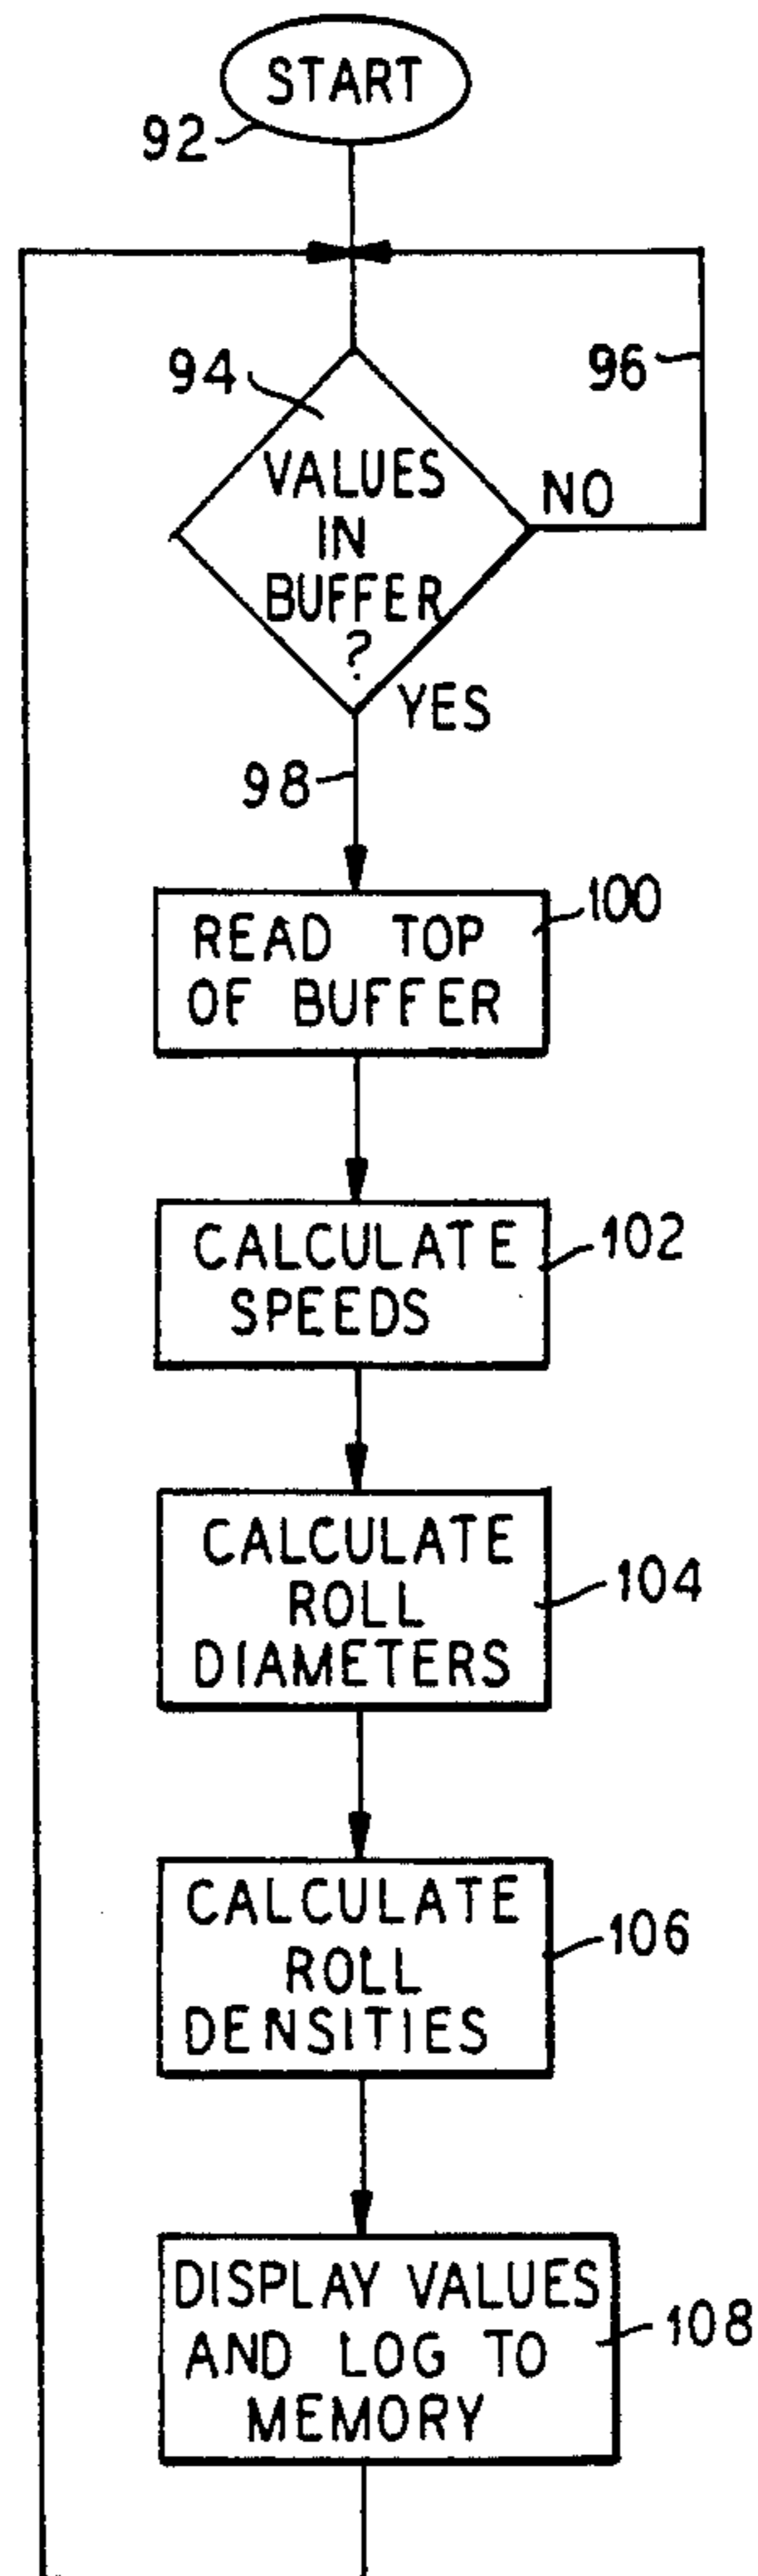 START
92
94
96
VALUES
IN
BUFFER
?
NO
YES
98
100
READ TOP
OF BUFFER
102
CALCULATE
SPEEDS
104
CALCULATE
ROLL
DIAMETERS
106
CALCULATE
ROLL
DENSITIES
108
DISPLAY VALUES
AND LOG TO
MEMORY